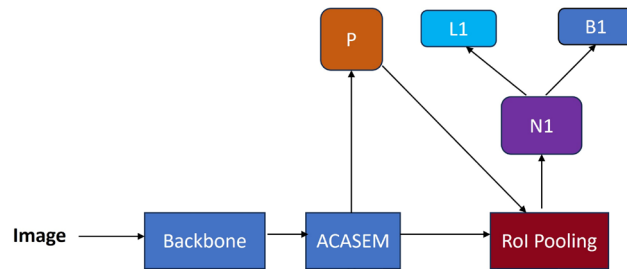 P
L1
B1
N1
Image
Backbone
ACASEM
RoI Pooling